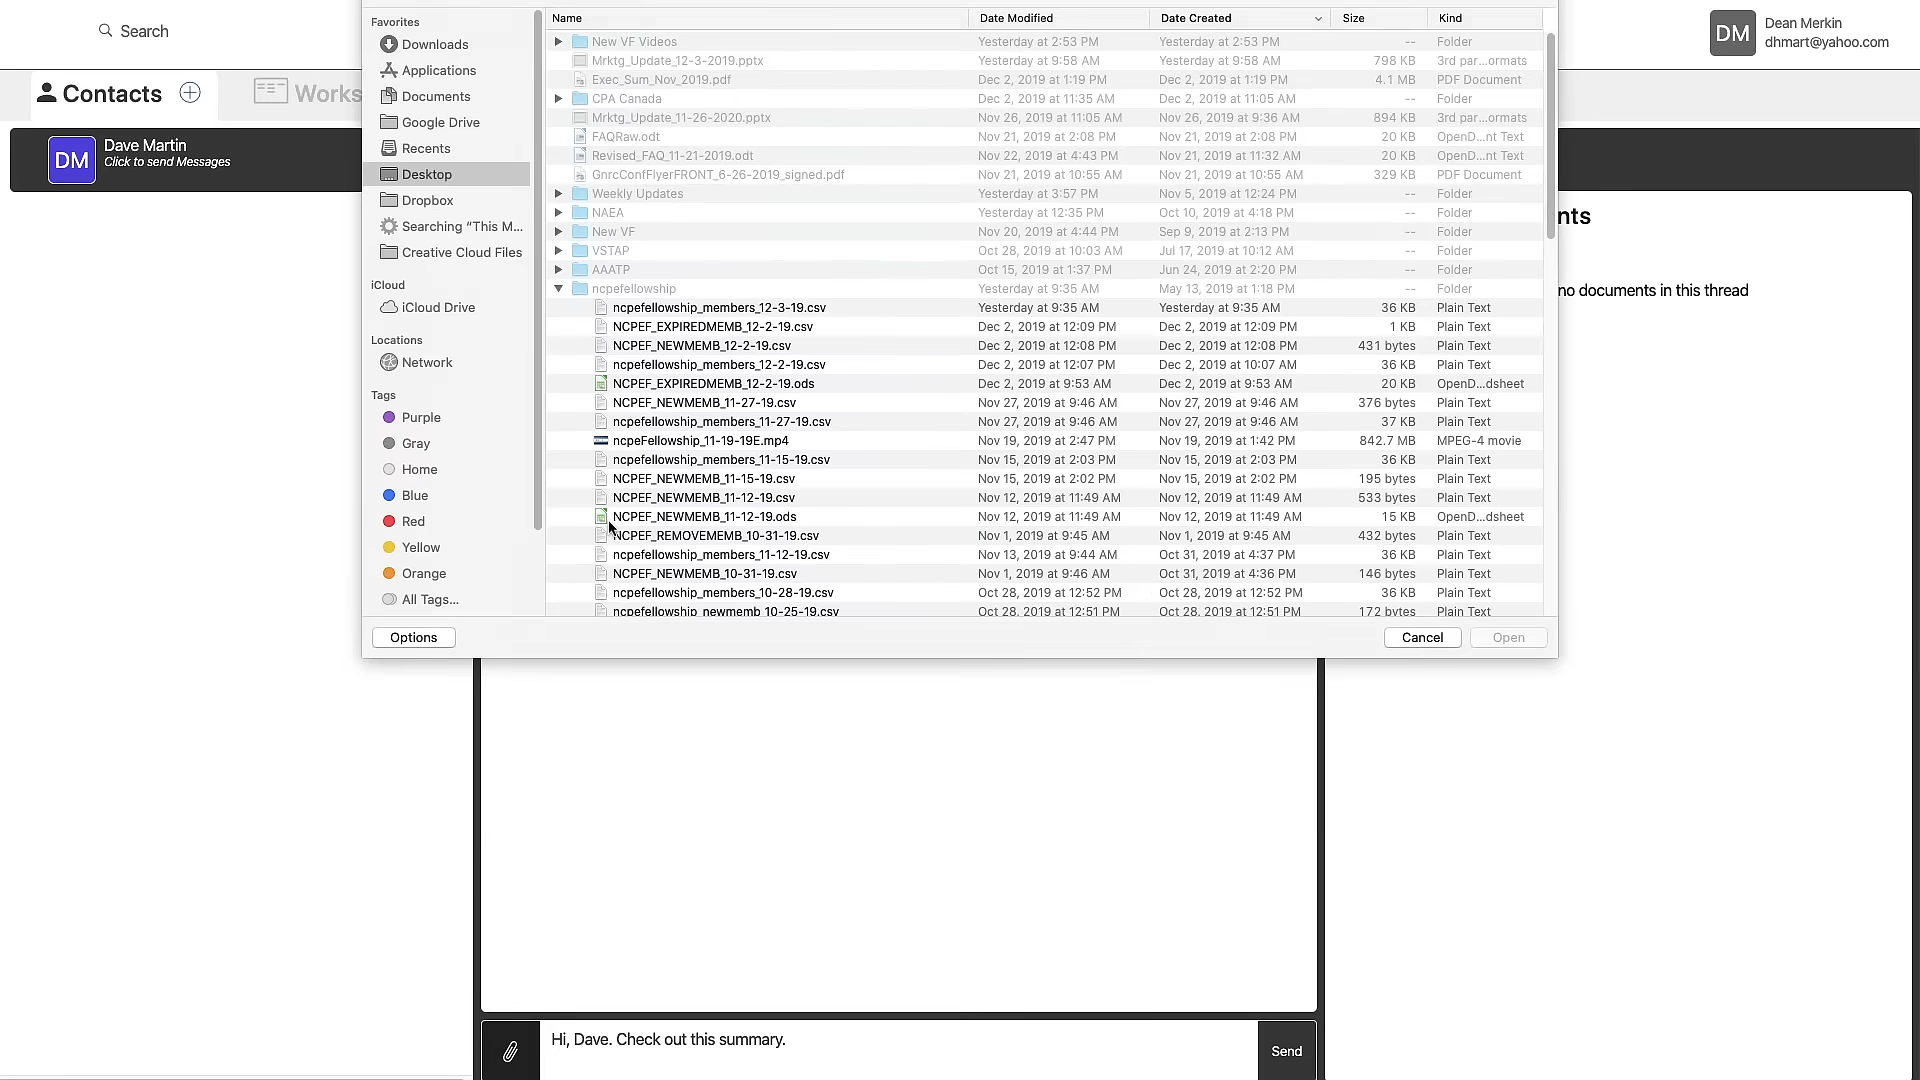 Search
Dean Merkin
DM
dhmart@yahoo.com
Contacts
Works
Dave Martin
DM
Click to send Messages
Favorites
Downloads
Applications
Documents
Google Drive
Recents
Desktop
Dropbox
Searching “This M...
Creative Cloud Files
iCloud
iCloud Drive
Locations
Network
Tags
Purple
Gray
Home
Blue
Red
Yellow
Orange
All Tags...
Name Date Modified Date Created Size Kind
New VF Videos Yesterday at 2:53 PM Yesterday at 2:53 PM -- Folder
Mrktg_Update_12-3-2019.pptx Yesterday at 9:58 AM Yesterday at 9:58 AM 798 KB 3rd par...ormats
Exec_Sum_Nov_2019.pdf Dec 2, 2019 at 1:19 PM Dec 2, 2019 at 1:19 PM 4.1 MB PDF Document
CPA Canada Dec 2, 2019 at 11:35 AM Dec 2, 2019 at 11:05 AM -- Folder
Mrktg_Update_11-26-2020.pptx Nov 26, 2019 at 11:05 AM Nov 26, 2019 at 9:36 AM 894 KB 3rd par...ormats
FAQRaw.odt Nov 21, 2019 at 2:08 PM Nov 21, 2019 at 2:08 PM 20 KB OpenD...nt Text
Revised_FAQ_11-21-2019.odt Nov 22, 2019 at 4:43 PM Nov 21, 2019 at 11:32 AM 20 KB OpenD...nt Text
GnrcConfFlyerFRONT_6-26-2019_signed.pdf Nov 21, 2019 at 10:55 AM Nov 21, 2019 at 10:55 AM 329 KB PDF Document
Weekly Updates Yesterday at 3:57 PM Nov 5, 2019 at 12:24 PM -- Folder
NAEA Yesterday at 12:35 PM Oct 10, 2019 at 4:18 PM -- Folder
New VF Nov 20, 2019 at 4:44 PM Sep 9, 2019 at 2:13 PM -- Folder
VSTAP Oct 28, 2019 at 10:03 AM Jul 17, 2019 at 10:12 AM -- Folder
AAATP Oct 15, 2019 at 1:37 PM Jun 24, 2019 at 2:20 PM -- Folder
ncpefellowship Yesterday at 9:35 AM May 13, 2019 at 1:18 PM -- Folder
ncpefellowship_members_12-3-19.csv Yesterday at 9:35 AM Yesterday at 9:35 AM 36 KB Plain Text
NCPEF_EXPIREDMEMB_12-2-19.csv Dec 2, 2019 at 12:09 PM Dec 2, 2019 at 12:09 PM 1 KB Plain Text
NCPEF_NEWMEMB_12-2-19.csv Dec 2, 2019 at 12:08 PM Dec 2, 2019 at 12:08 PM 431 bytes Plain Text
ncpefellowship_members_12-2-19.csv Dec 2, 2019 at 12:07 PM Dec 2, 2019 at 10:07 AM 36 KB Plain Text
NCPEF_EXPIREDMEMB_12-2-19.ods Dec 2, 2019 at 9:53 AM Dec 2, 2019 at 9:53 AM 20 KB OpenD...dsheet
NCPEF_NEWMEMB_11-27-19.csv Nov 27, 2019 at 9:46 AM Nov 27, 2019 at 9:46 AM 376 bytes Plain Text
ncpefellowship_members_11-27-19.csv Nov 27, 2019 at 9:46 AM Nov 27, 2019 at 9:46 AM 37 KB Plain Text
ncpeFellowship_11-19-19E.mp4 Nov 19, 2019 at 2:47 PM Nov 19, 2019 at 1:42 PM 842.7 MB MPEG-4 movie
ncpefellowship_members_11-15-19.csv Nov 15, 2019 at 2:03 PM Nov 15, 2019 at 2:03 PM 36 KB Plain Text
NCPEF_NEWMEMB_11-15-19.csv Nov 15, 2019 at 2:02 PM Nov 15, 2019 at 2:02 PM 195 bytes Plain Text
NCPEF_NEWMEMB_11-12-19.csv Nov 12, 2019 at 11:49 AM Nov 12, 2019 at 11:49 AM 533 bytes Plain Text
NCPEF_NEWMEMB_11-12-19.ods Nov 12, 2019 at 11:49 AM Nov 12, 2019 at 11:49 AM 15 KB OpenD...dsheet
NCPEF_REMOVEMEMB_10-31-19.csv Nov 1, 2019 at 9:45 AM Nov 1, 2019 at 9:45 AM 432 bytes Plain Text
ncpefellowship_members_11-12-19.csv Nov 13, 2019 at 9:44 AM Oct 31, 2019 at 4:37 PM 36 KB Plain Text
NCPEF_NEWMEMB_10-31-19.csv Nov 1, 2019 at 9:46 AM Oct 31, 2019 at 4:36 PM 146 bytes Plain Text
ncpefellowship_members_10-28-19.csv Oct 28, 2019 at 12:52 PM Oct 28, 2019 at 12:52 PM 36 KB Plain Text
ncpefellowship_newmemb_10-25-19.csv Oct 28, 2019 at 12:51 PM Oct 28, 2019 at 12:51 PM 172 bytes Plain Text
Options Cancel Open
nts
no documents in this thread
Hi, Dave. Check out this summary.
Send